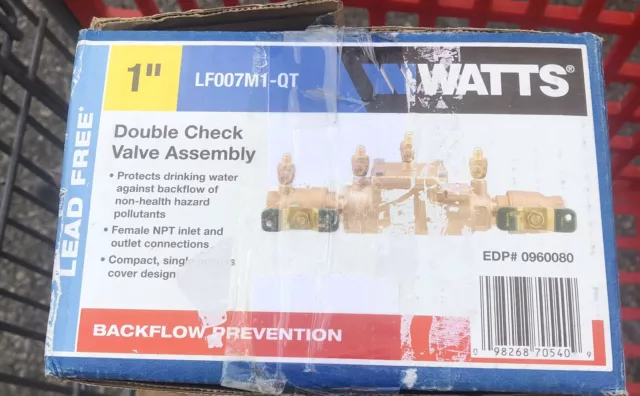 1"
LF007M1-QT
WATTS®
LEAD FREE*
Double Check
Valve Assembly
• Protects drinking water
against backflow of
non-health hazard
pollutants
• Female NPT inlet and
outlet connections
• Compact, single
cover design
EDP# 0960080
BACKFLOW PREVENTION
0 98268 70540 9